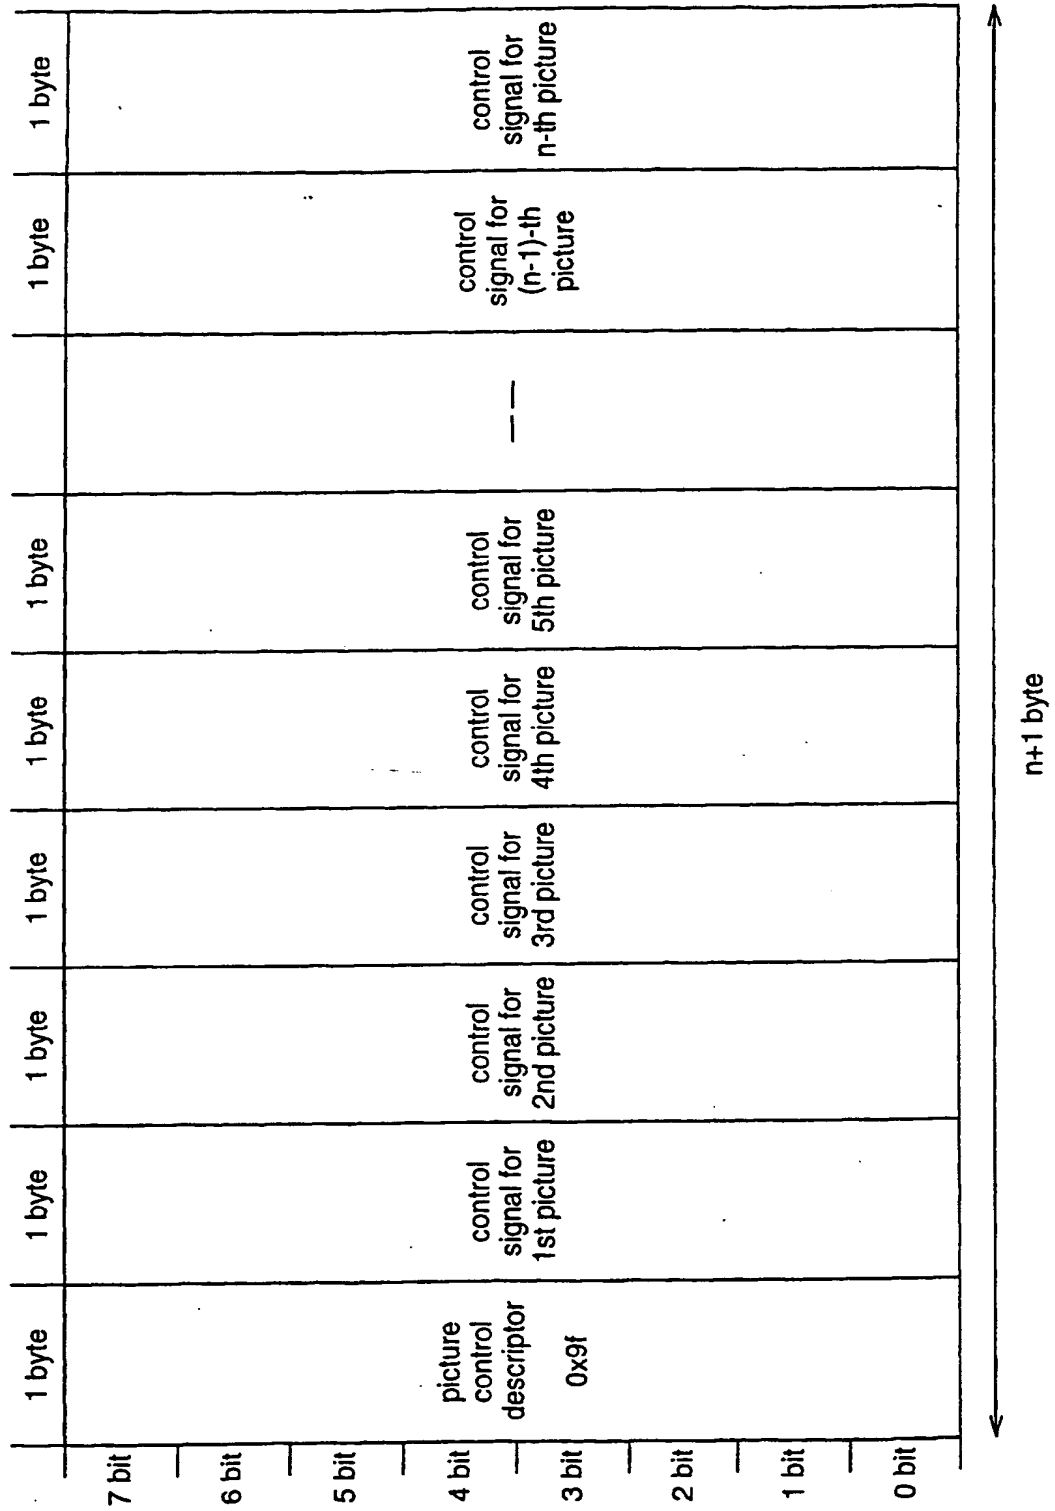 1 byte
1 byte
1 byte
1 byte
1 byte
1 byte
1 byte
1 byte
1 byte
7 bit
6 bit
5 bit
4 bit
3 bit
2 bit
1 bit
0 bit
picture
control
descriptor
0x9f
control
signal for
1st picture
control
signal for
2nd picture
control
signal for
3rd picture
control
signal for
4th picture
control
signal for
5th picture
— —
control
signal for
(n-1)-th
picture
control
signal for
n-th picture
n+1 byte